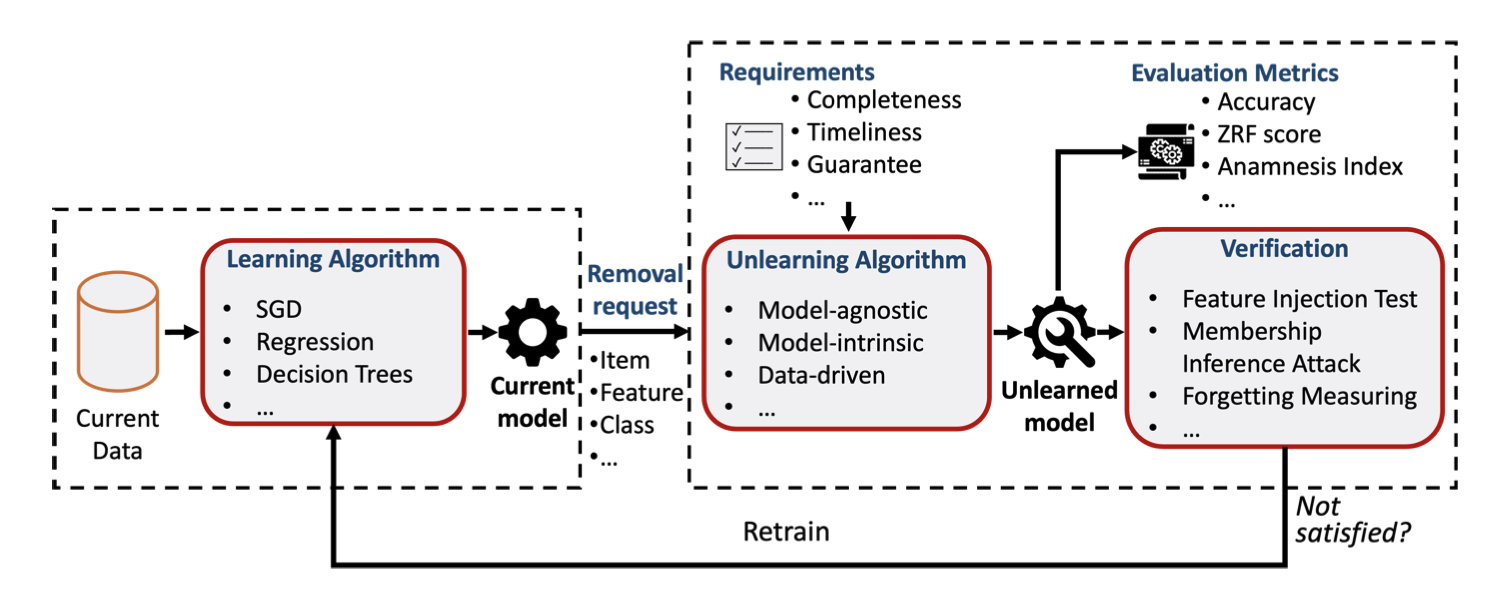 Current
Data
Learning Algorithm
• SGD
• Regression
• Decision Trees
• ...
Current
model
Removal
request
•Item
•Feature
•Class
•...
Requirements
• Completeness
• Timeliness
• Guarantee
• ...
Unlearning Algorithm
• Model-agnostic
• Model-intrinsic
• Data-driven
• ...
Unlearned
model
Evaluation Metrics
• Accuracy
• ZRF score
• Anamnesis Index
• ...
Verification
• Feature Injection Test
• Membership
Inference Attack
• Forgetting Measuring
• ...
Not
satisfied?
Retrain